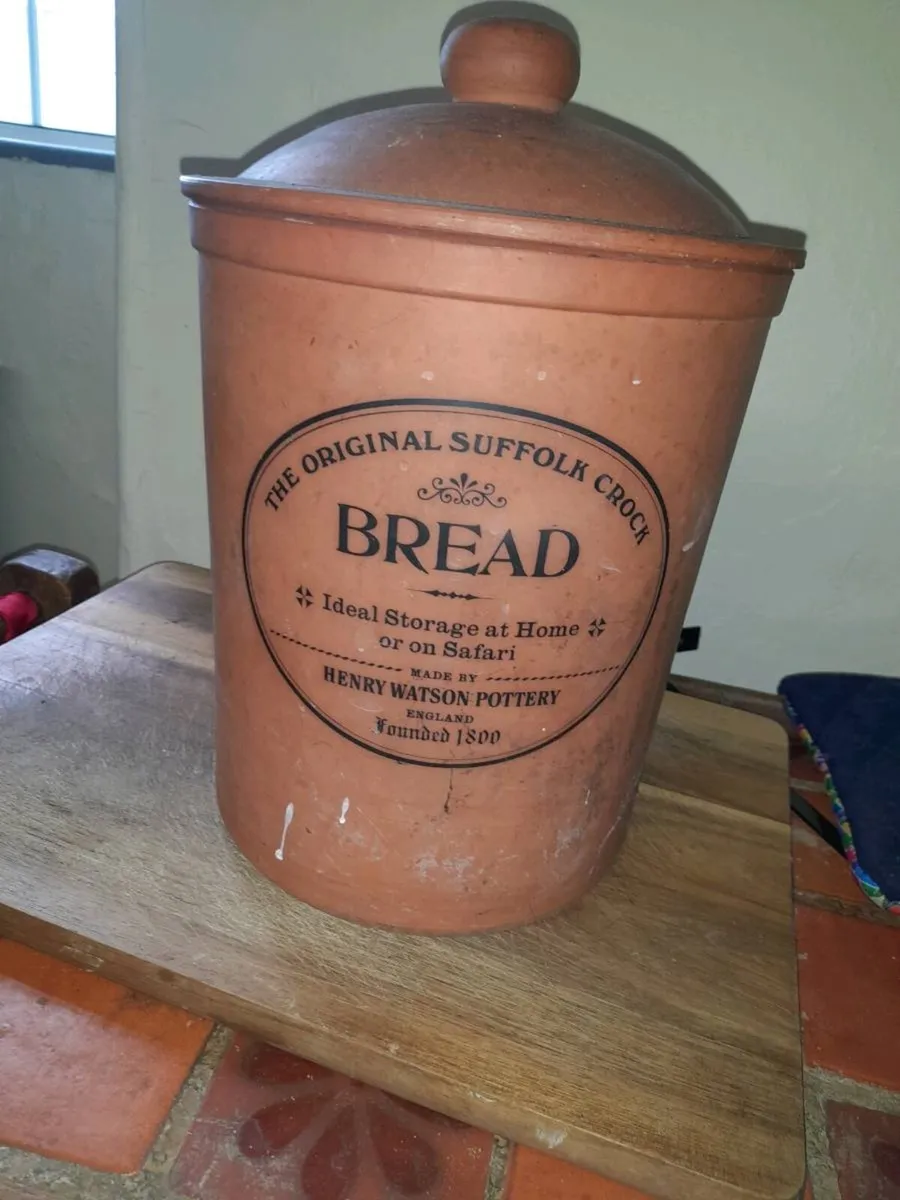 THE ORIGINAL SUFFOLK CROCK
BREAD
Ideal Storage at Home
or on Safari
MADE BY
HENRY WATSON POTTERY
ENGLAND
Founded 1800